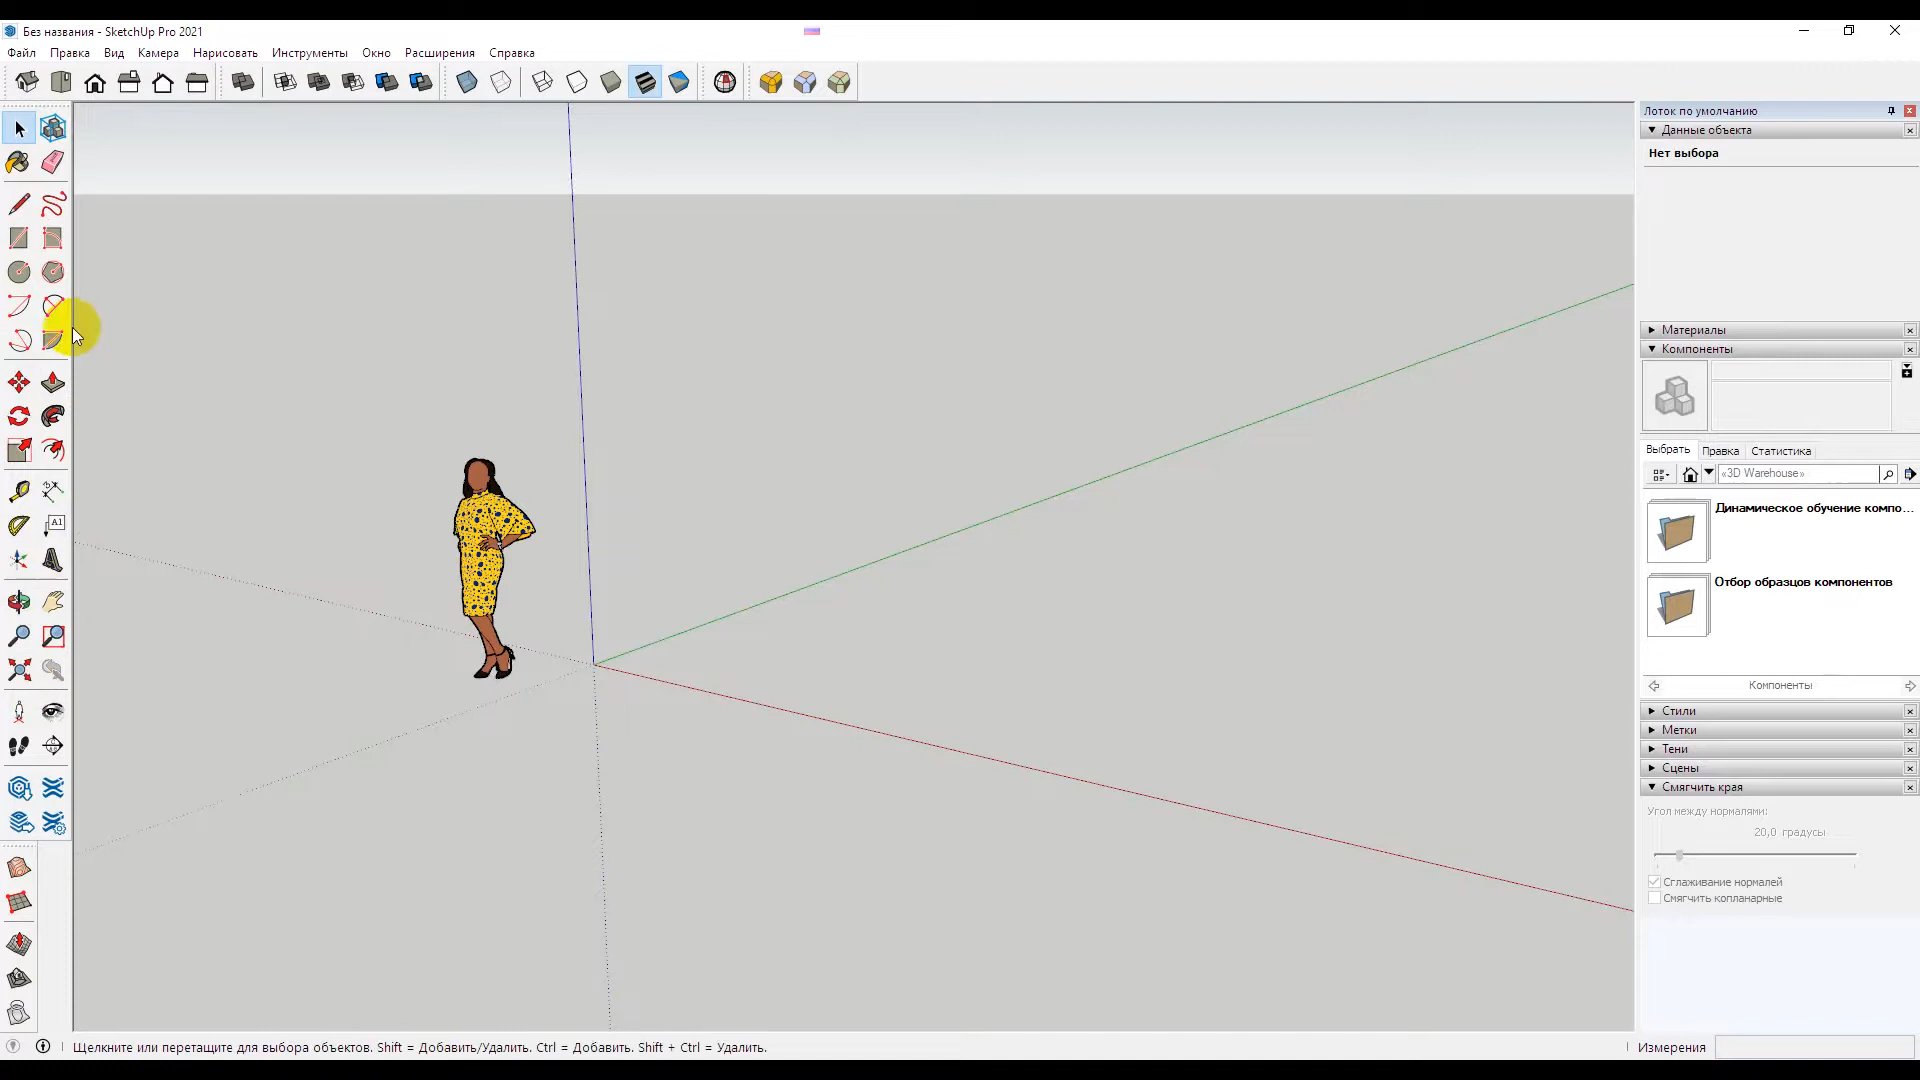 Без названия - SketchUp Pro 2021
Файл Правка Вид Камера Нарисовать Инструменты Окно Расширения Справка
Лоток по умолчанию
Данные объекта
Нет выбора
Материалы
Компоненты
Выбрать Правка Статистика
«3D Warehouse»
Динамическое обучение компо...
Отбор образцов компонентов
Компоненты
Стили
Метки
Тени
Сцены
Смягчить края
Угол между нормалями:
20,0 градусы
Сглаживание нормалей
Смягчить копланарные
A1
Щелкните или перетащите для выбора объектов. Shift = Добавить/Удалить. Ctrl = Добавить. Shift + Ctrl = Удалить.
Измерения